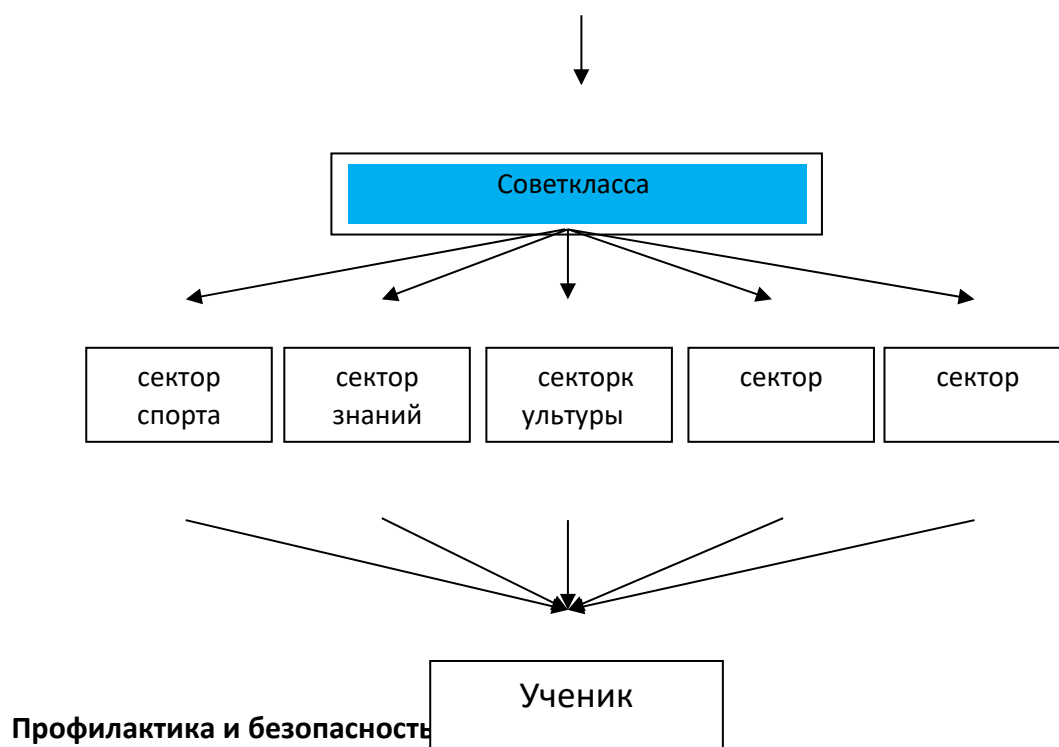 Советкласса
сектор
спорта
сектор
знаний
секторк
ультуры
сектор
сектор
Ученик
Профилактика и безопасность